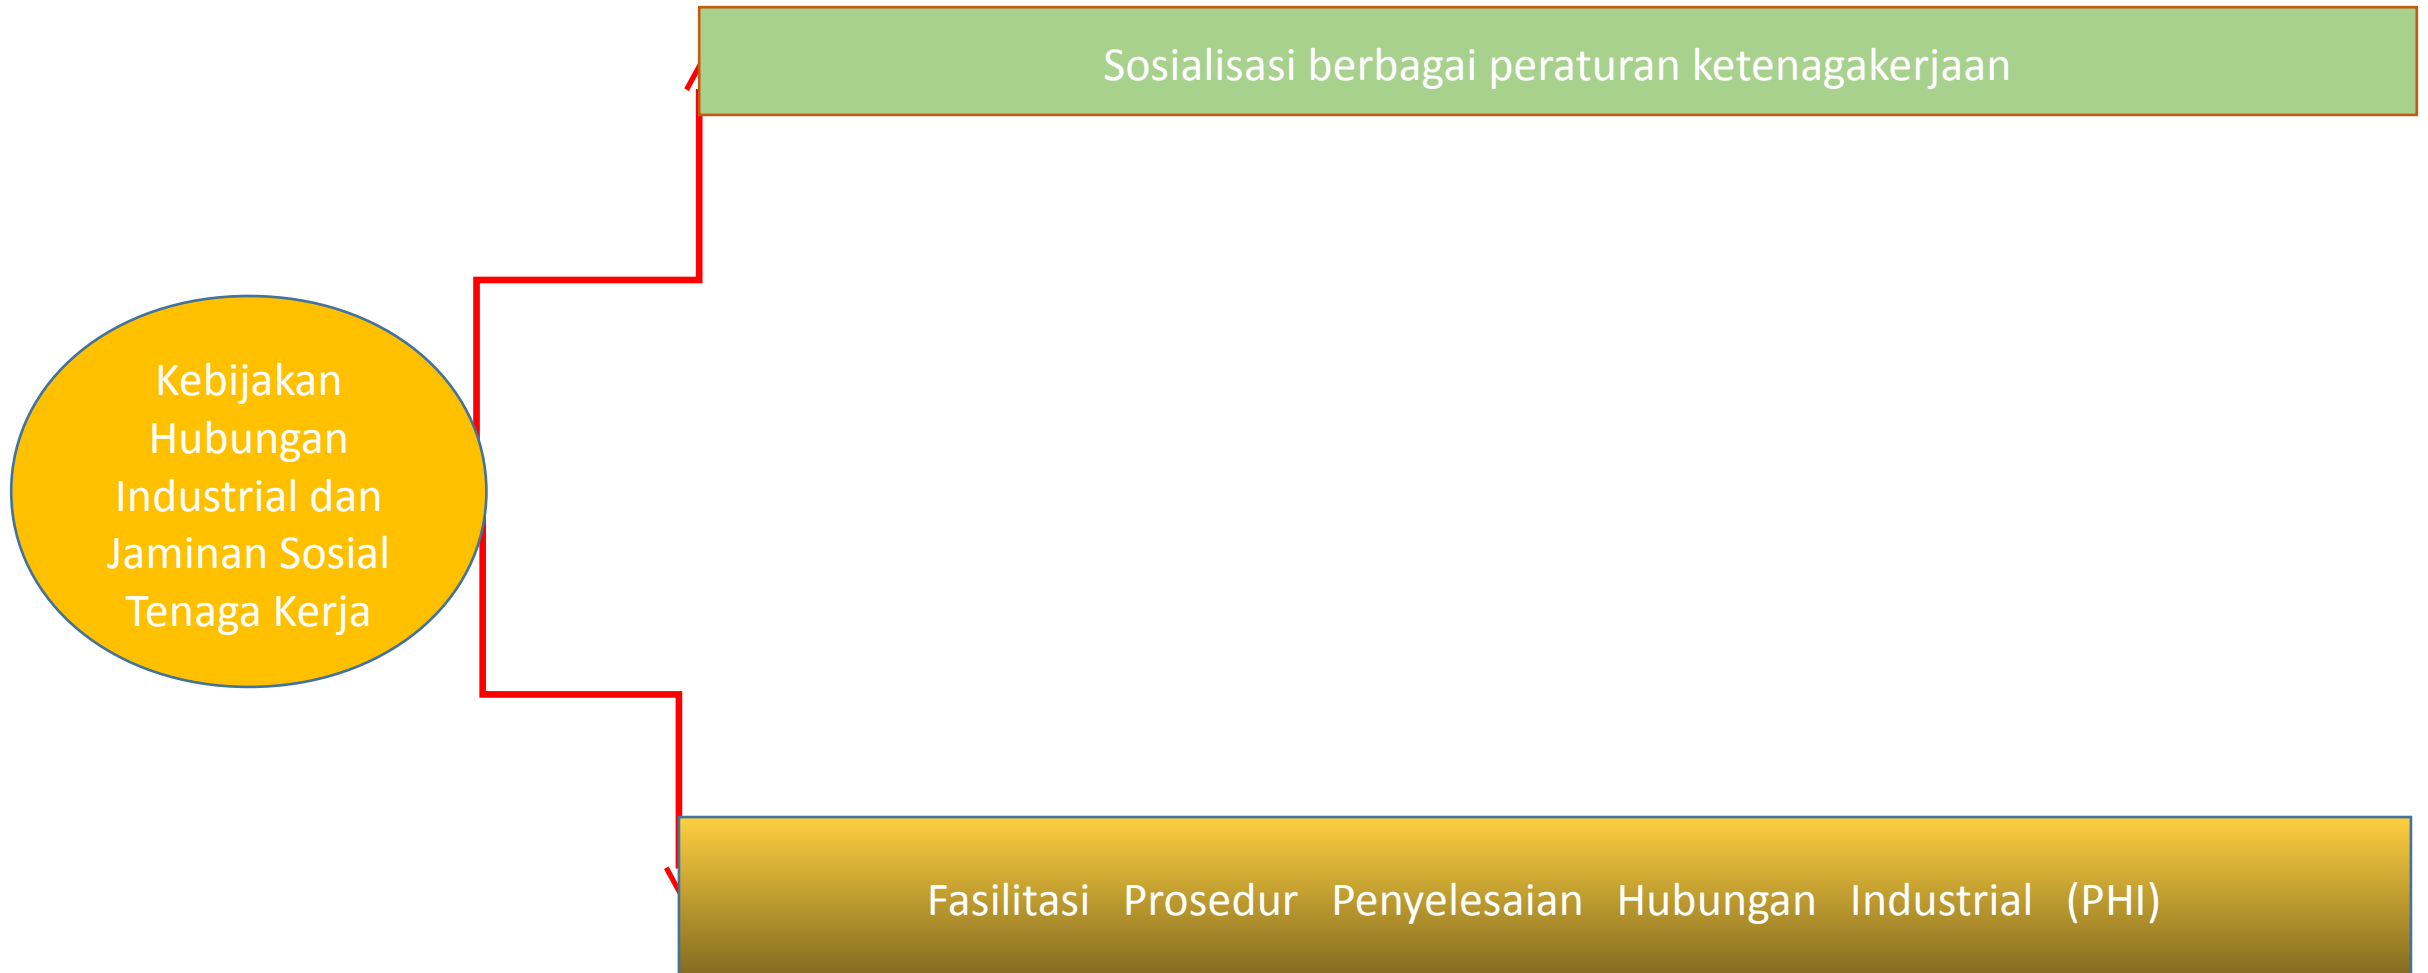 Sosialisasi berbagai peraturan ketenagakerjaan
Kebijakan
Hubungan
Industrial dan
Jaminan Sosial
Tenaga Kerja
Fasilitasi Prosedur Penyelesaian Hubungan Industrial (PHI)